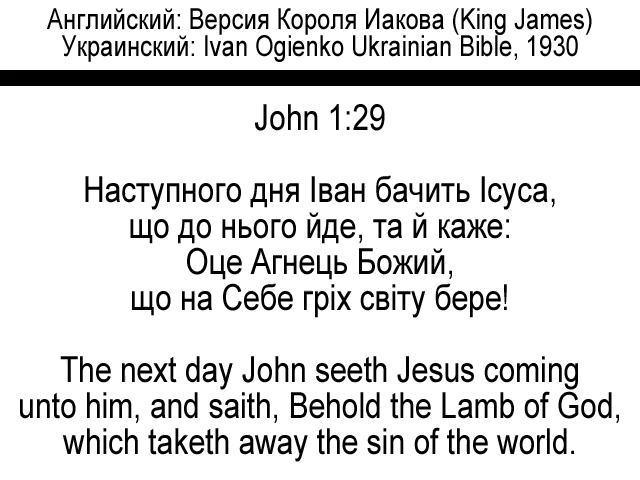 Английский: Версия Короля Иакова (King James)
Украинский: Ivan Ogienko Ukrainian Bible, 1930
John 1:29
Наступного дня Іван бачить Ісуса,
що до нього йде, та й каже:
Оце Агнець Божий,
що на Себе гріх світу бере!
The next day John seeth Jesus coming
unto him, and saith, Behold the Lamb of God,
which taketh away the sin of the world.